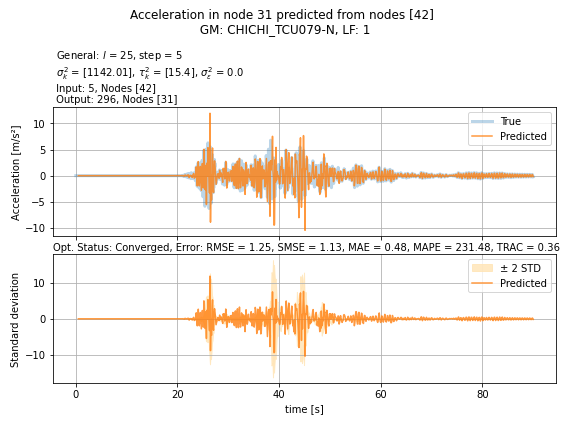 Acceleration in node 31 predicted from nodes [42]
GM: CHICHI_TCU079-N, LF: 1
General: l = 25, step = 5
σ²ₖ = [1142.01], τ²ₖ = [15.4], σ²ε = 0.0
Input: 5, Nodes [42]
Output: 296, Nodes [31]
Acceleration [m/s²]
10
5
0
−5
−10
True
Predicted
Opt. Status: Converged, Error: RMSE = 1.25, SMSE = 1.13, MAE = 0.48, MAPE = 231.48, TRAC = 0.36
Standard deviation
10
0
−10
± 2 STD
Predicted
0 20 40 60 80
time [s]